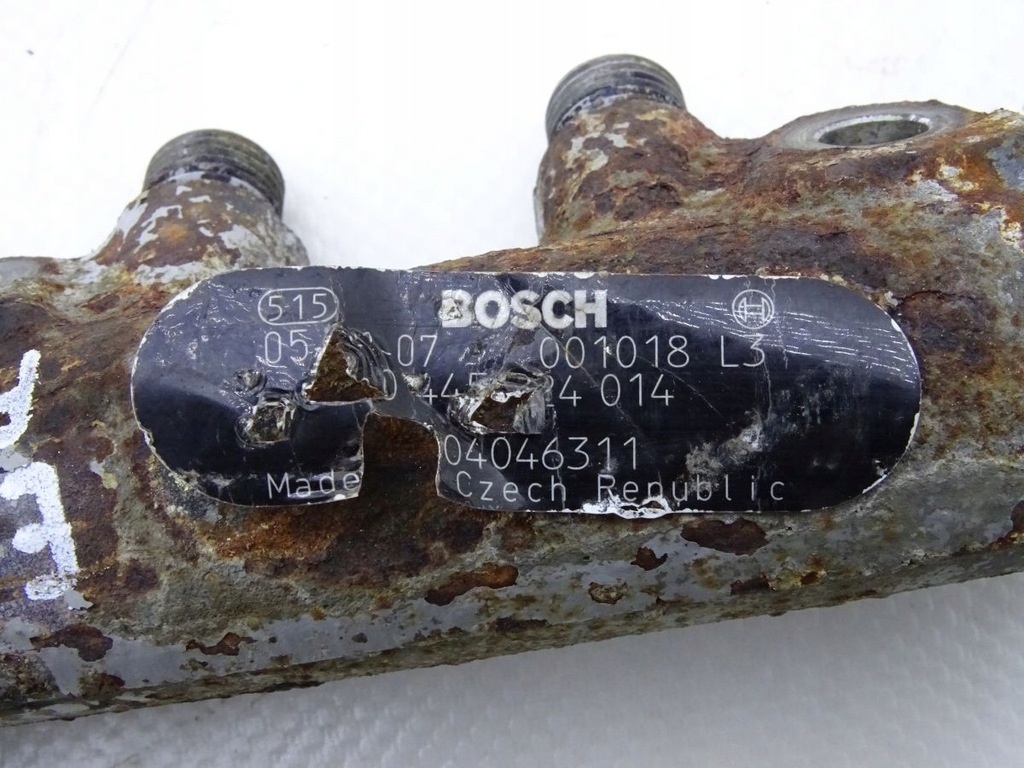 515 BOSCH
05 07 001018 L3
014
04046311
Made Czech Republic